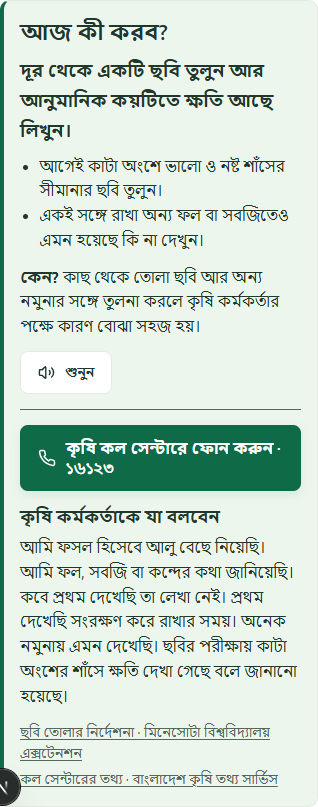 আজ কী করব?
দূর থেকে একটি ছবি তুলুন আর
আনুমানিক কয়টিতে ক্ষতি আছে
লিখুন।
• আগেই কাটা অংশে ভালো ও নষ্ট শাঁসের
সীমানার ছবি তুলুন।
• একই সঙ্গে রাখা অন্য ফল বা সবজিতেও
এমন হয়েছে কি না দেখুন।
কেন? কাছ থেকে তোলা ছবি আর অন্য
নমুনার সঙ্গে তুলনা করলে কৃষি কর্মকর্তার
পক্ষে কারণ বোঝা সহজ হয়।
শুনুন
কৃষি কল সেন্টারে ফোন করুন ·
১৬১২৩
কৃষি কর্মকর্তাকে যা বলবেন
আমি ফসল হিসেবে আলু বেছে নিয়েছি।
আমি ফল, সবজি বা কন্দের কথা জানিয়েছি।
কবে প্রথম দেখেছি তা লেখা নেই। প্রথম
দেখেছি সংরক্ষণ করে রাখার সময়। অনেক
নমুনায় এমন দেখেছি। ছবির পরীক্ষায় কাটা
অংশের শাঁসে ক্ষতি দেখা গেছে বলে জানানো
হয়েছে।
ছবি তোলার নির্দেশনা · মিনেসোটা বিশ্ববিদ্যালয়
এক্সটেনশন
কল সেন্টারের তথ্য · বাংলাদেশ কৃষি তথ্য সার্ভিস
N